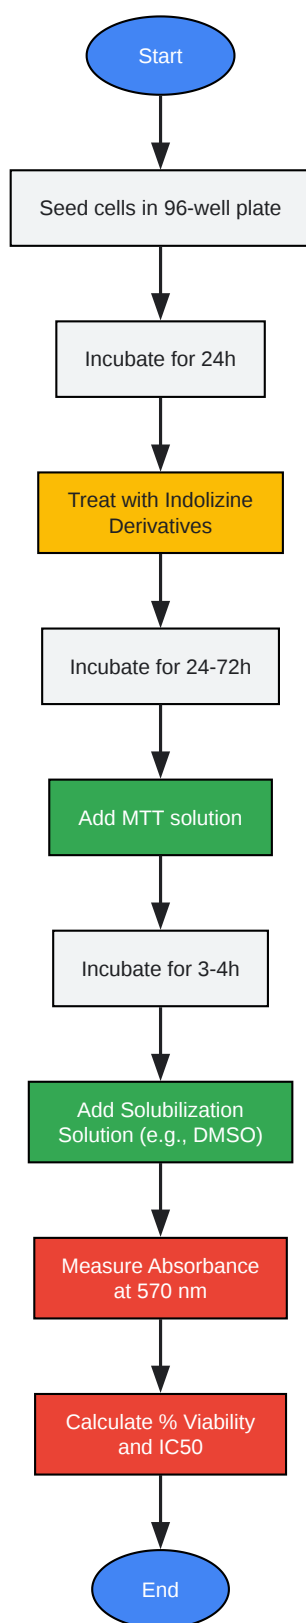 Start
Seed cells in 96-well plate
Incubate for 24h
Treat with Indolizine
Derivatives
Incubate for 24-72h
Add MTT solution
Incubate for 3-4h
Add Solubilization
Solution (e.g., DMSO)
Measure Absorbance
at 570 nm
Calculate % Viability
and IC50
End